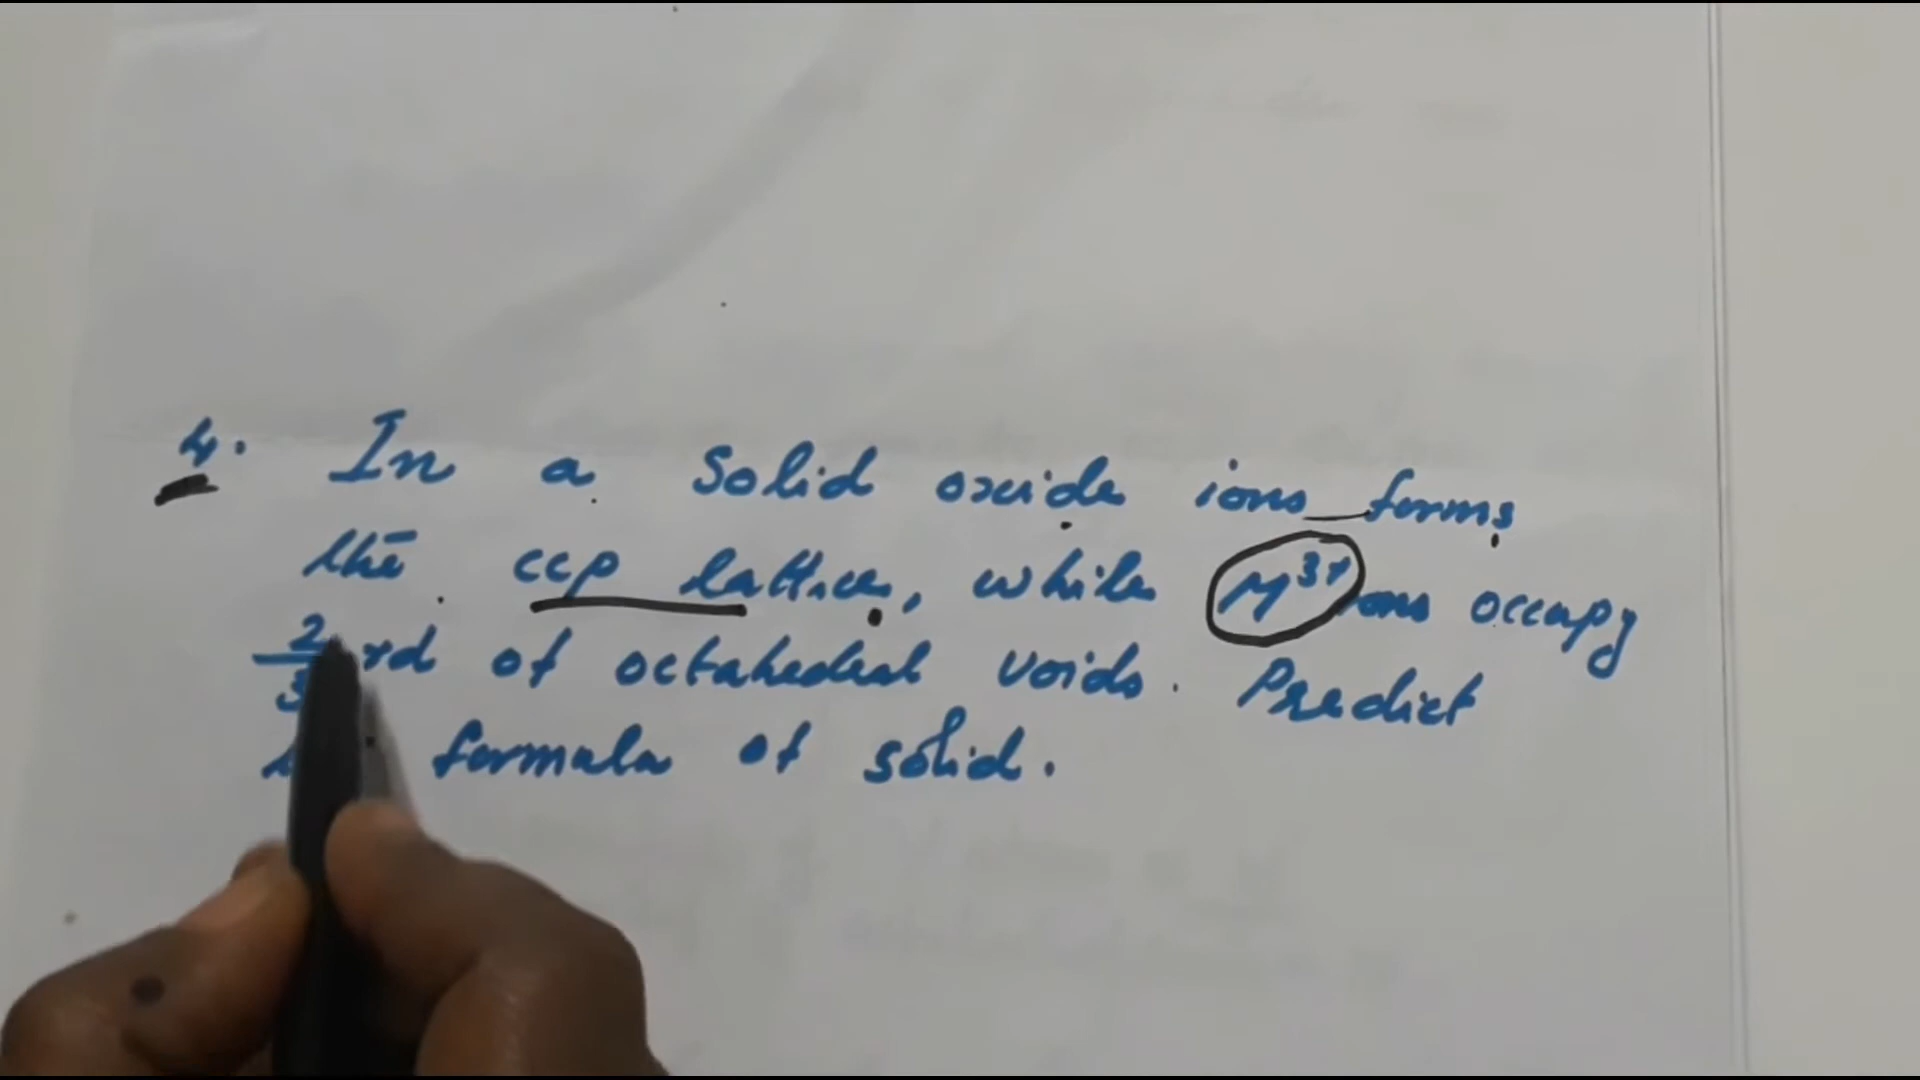 4. In a solid oxide ions forms
the ccp lattice, while M³⁺ ions occupy
2/3rd of octahedral voids. Predict
formula of solid.